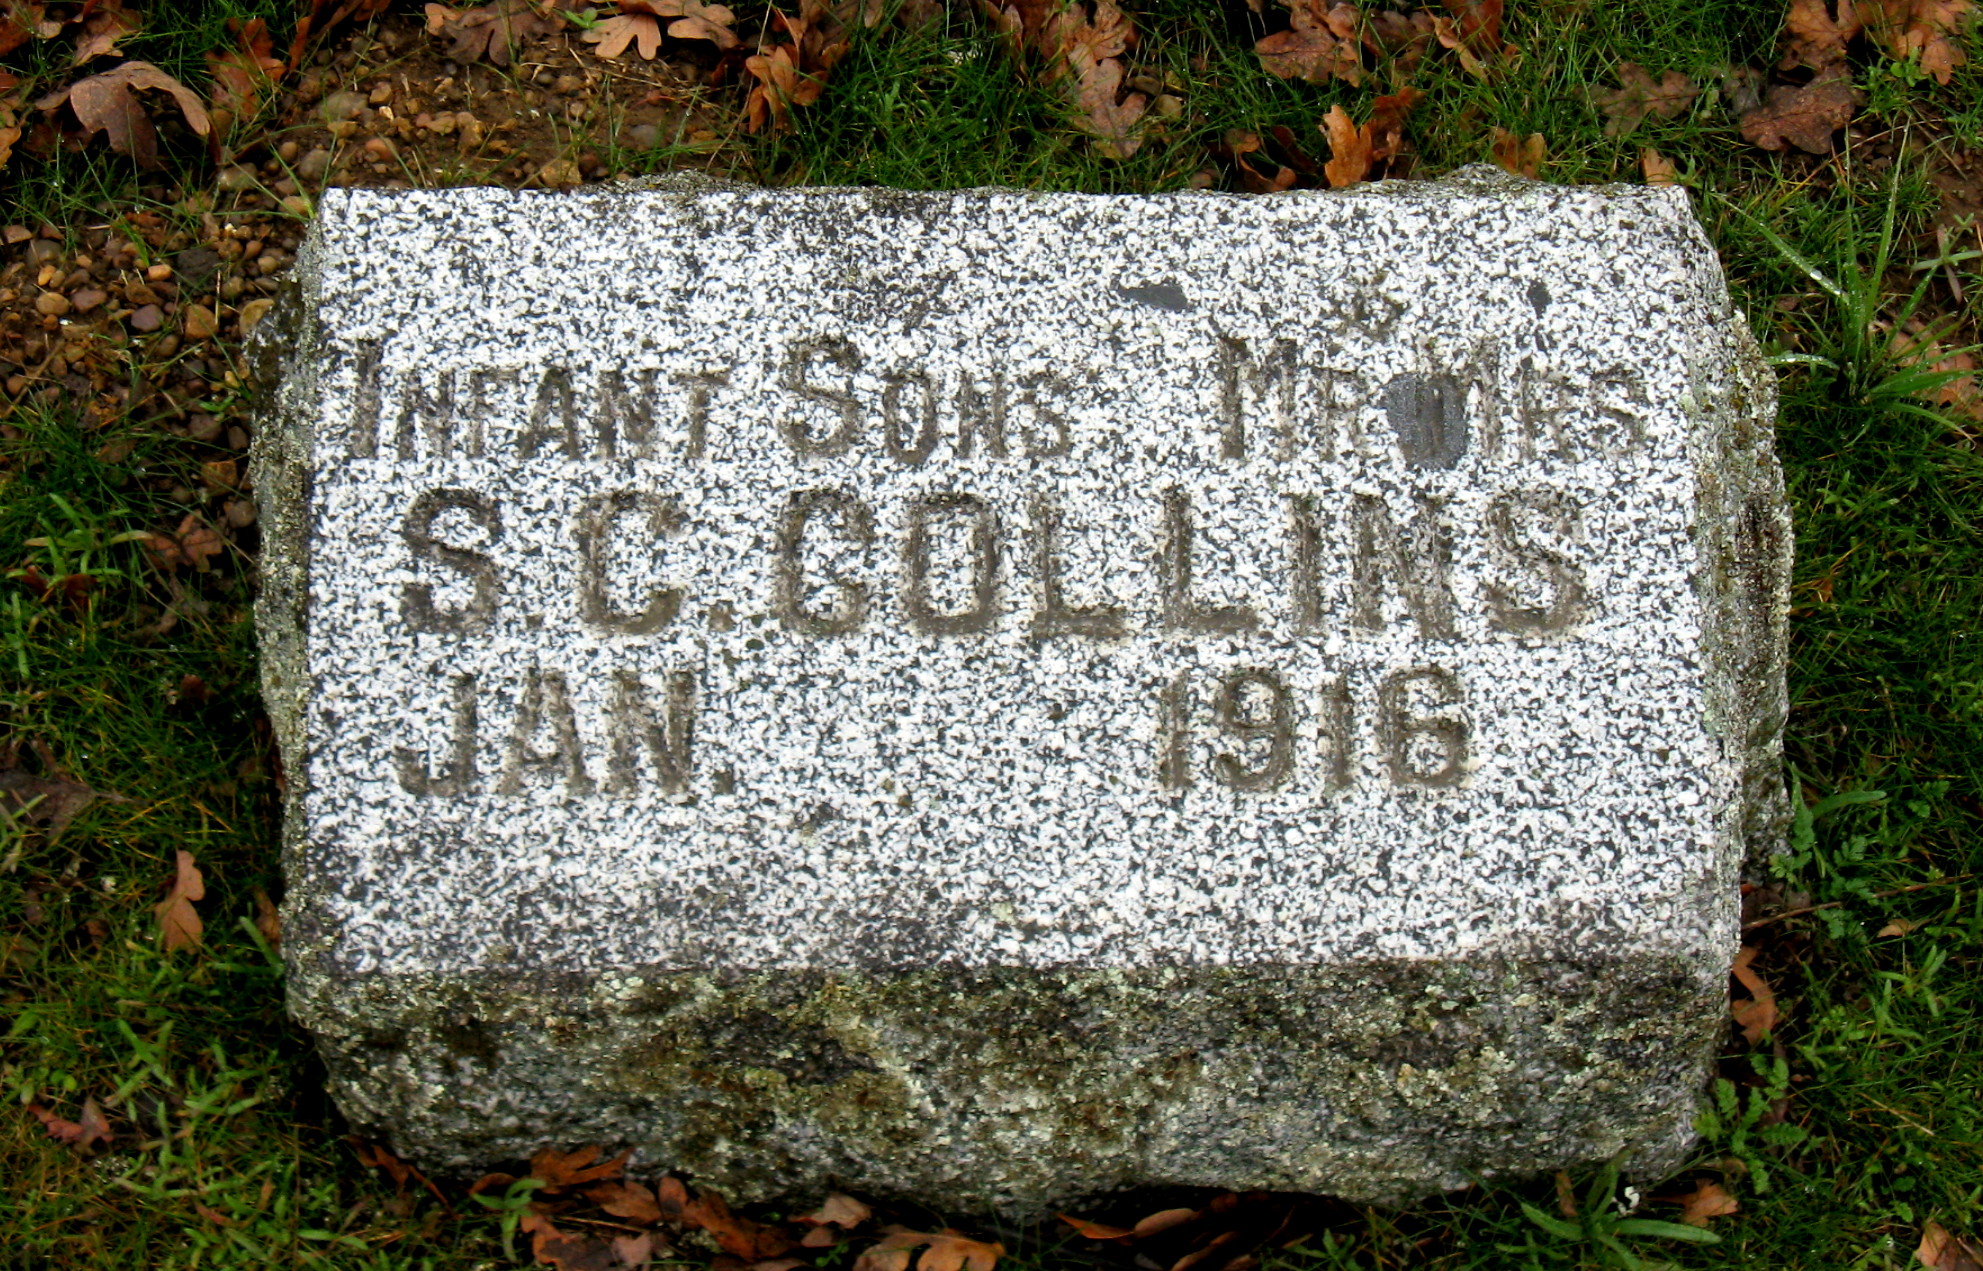 INFANT SONS MR MRS
S.C. COLLINS
JAN. 1916